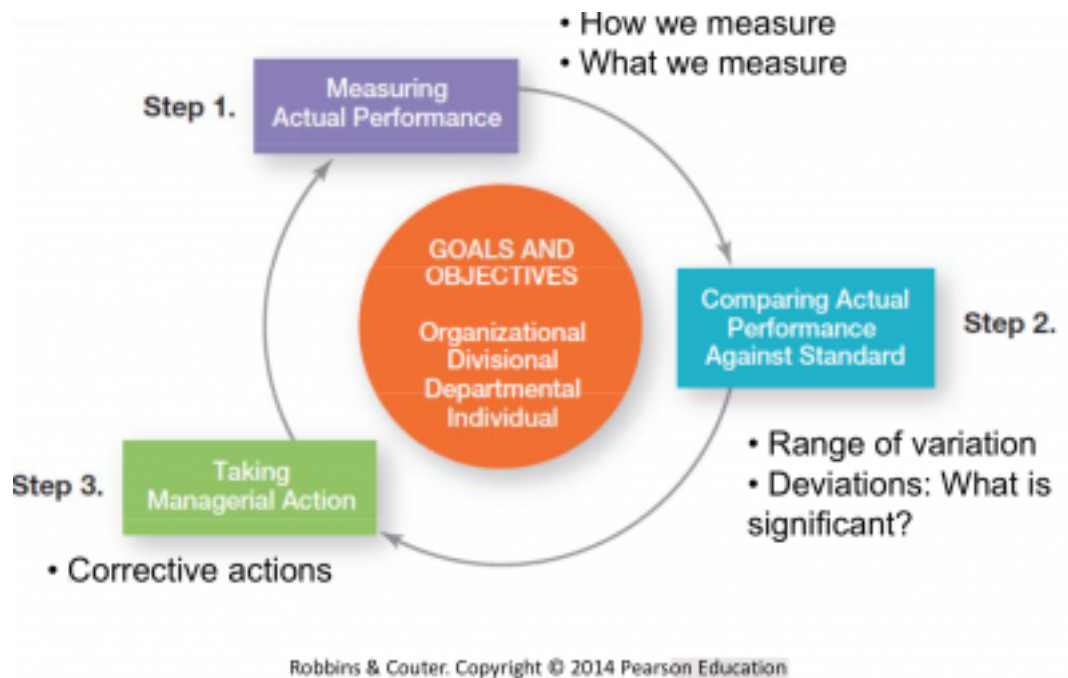 • How we measure
• What we measure
Step 1.
Measuring
Actual Performance
GOALS AND
OBJECTIVES
Organizational
Divisional
Departmental
Individual
Comparing Actual
Performance
Against Standard
Step 2.
• Range of variation
• Deviations: What is
significant?
Step 3.
Taking
Managerial Action
• Corrective actions
Robbins & Couter. Copyright © 2014 Pearson Education